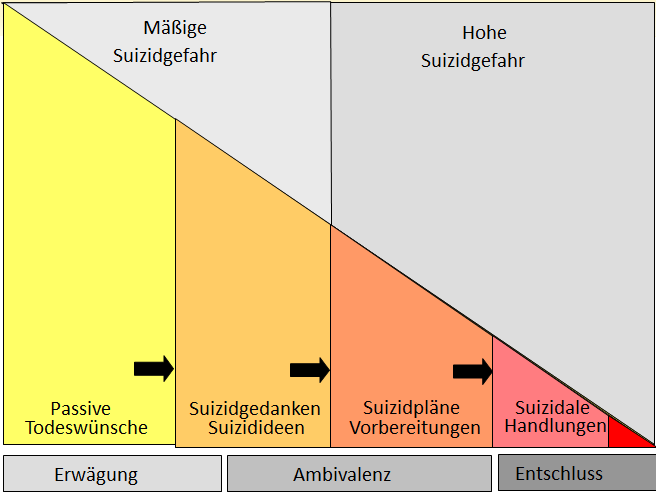 Mäßige
Suizidgefahr
Hohe
Suizidgefahr
Passive
Todeswünsche
Suizidgedanken
Suizidideen
Suizidpläne
Vorbereitungen
Suizidale
Handlungen
Erwägung
Ambivalenz
Entschluss